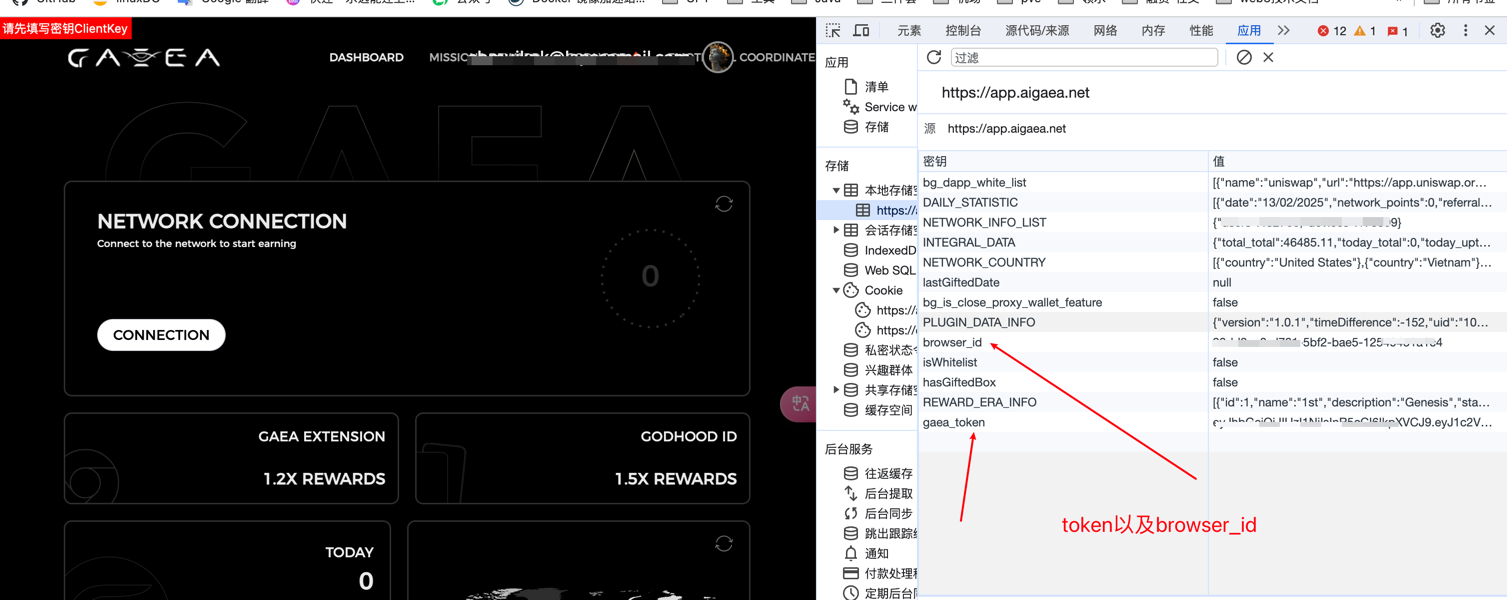 GitHub
请先填写密钥ClientKey
GAEA
DASHBOARD
COORDINATE
GAEA
NETWORK CONNECTION
Connect to the network to start earning
0
CONNECTION
GAEA EXTENSION
1.2X REWARDS
GODHOOD ID
1.5X REWARDS
TODAY
0
中
A
元素 控制台 源代码/来源 网络 内存 性能 应用 12 1 1
应用
清单
Service w
存储
存储
本地存储空
https://a
会话存储空
IndexedD
Web SQL
Cookie
https://a
https://
私密状态令
兴趣群体
共享存储空
缓存空间
后台服务
往返缓存
后台提取
后台同步
跳出跟踪
通知
付款处理程
定期后台同
过滤
https://app.aigaea.net
源 https://app.aigaea.net
密钥 值
bg_dapp_white_list [{"name":"uniswap","url":"https://app.uniswap.or…
DAILY_STATISTIC [{"date":"13/02/2025","network_points":0,"referral…
NETWORK_INFO_LIST
INTEGRAL_DATA {"total_total":46485.11,"today_total":0,"today_upt…
NETWORK_COUNTRY [{"country":"United States"},{"country":"Vietnam"}…
lastGiftedDate null
bg_is_close_proxy_wallet_feature false
PLUGIN_DATA_INFO {"version":"1.0.1","timeDifference":-152,"uid":"10…
browser_id
isWhitelist false
hasGiftedBox false
REWARD_ERA_INFO [{"id":1,"name":"1st","description":"Genesis","sta…
gaea_token
token以及browser_id